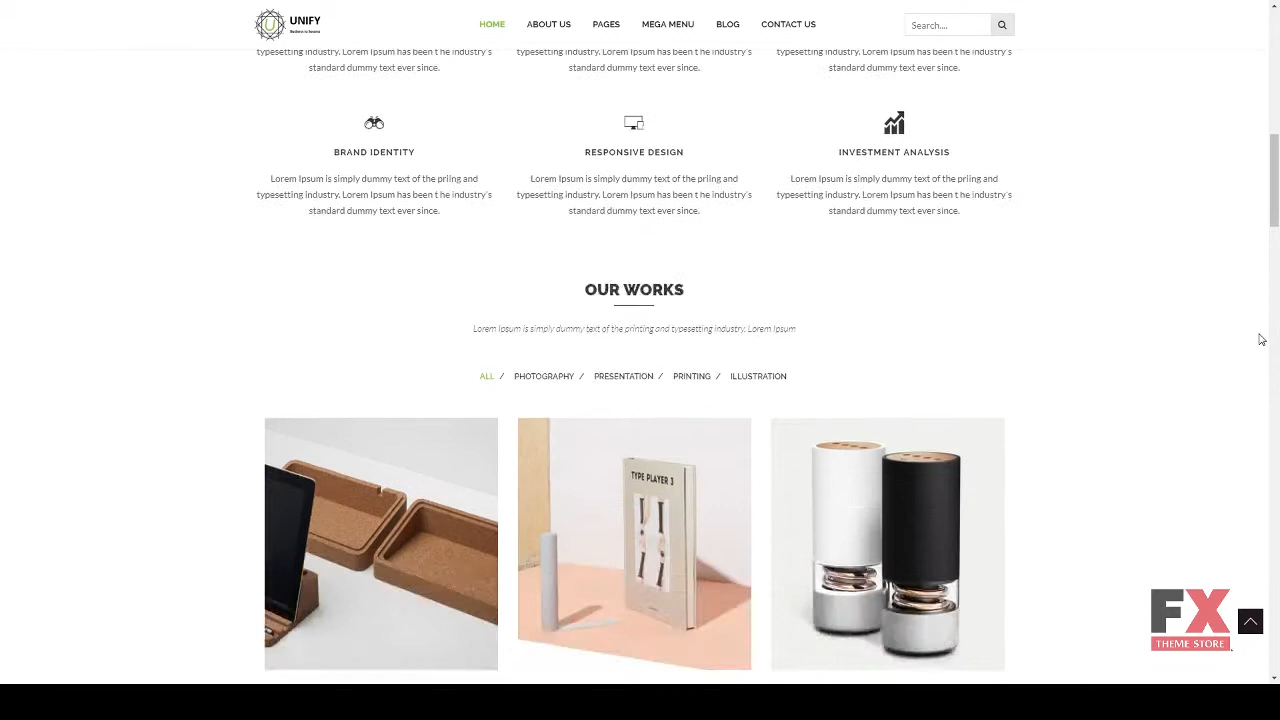 UNIFY
Business to Success
HOME ABOUT US PAGES MEGA MENU BLOG CONTACT US
Search....
typesetting industry. Lorem Ipsum has been t he industry's
standard dummy text ever since.
typesetting industry. Lorem Ipsum has been t he industry's
standard dummy text ever since.
typesetting industry. Lorem Ipsum has been t he industry's
standard dummy text ever since.
BRAND IDENTITY
Lorem Ipsum is simply dummy text of the priing and
typesetting industry. Lorem Ipsum has been t he industry's
standard dummy text ever since.
RESPONSIVE DESIGN
Lorem Ipsum is simply dummy text of the priing and
typesetting industry. Lorem Ipsum has been t he industry's
standard dummy text ever since.
INVESTMENT ANALYSIS
Lorem Ipsum is simply dummy text of the priing and
typesetting industry. Lorem Ipsum has been t he industry's
standard dummy text ever since.
OUR WORKS
Lorem Ipsum is simply dummy text of the printing and typesetting industry. Lorem Ipsum
ALL / PHOTOGRAPHY / PRESENTATION / PRINTING / ILLUSTRATION
TYPE PLAYER 3
FX
THEME STORE